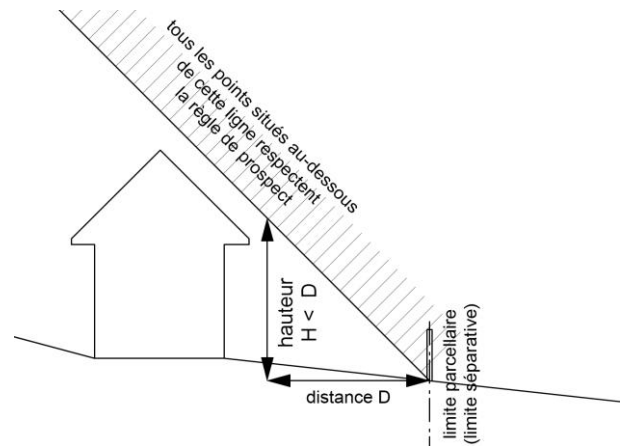 tous les points situés au-dessous
de cette ligne respectent
la règle de prospect
hauteur
H < D
distance D
limite parcellaire
(limite séparative)